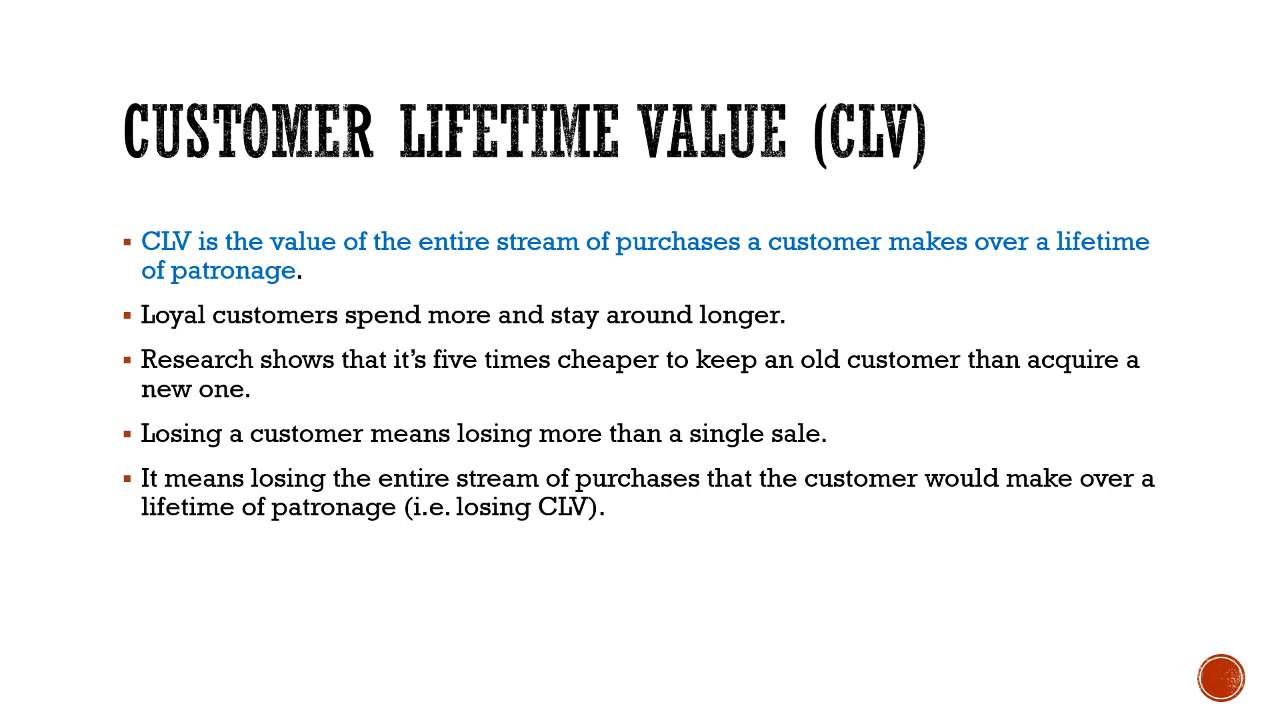 CUSTOMER LIFETIME VALUE (CLV)
▪ CLV is the value of the entire stream of purchases a customer makes over a lifetime
of patronage.
▪ Loyal customers spend more and stay around longer.
▪ Research shows that it’s five times cheaper to keep an old customer than acquire a
new one.
▪ Losing a customer means losing more than a single sale.
▪ It means losing the entire stream of purchases that the customer would make over a
lifetime of patronage (i.e. losing CLV).